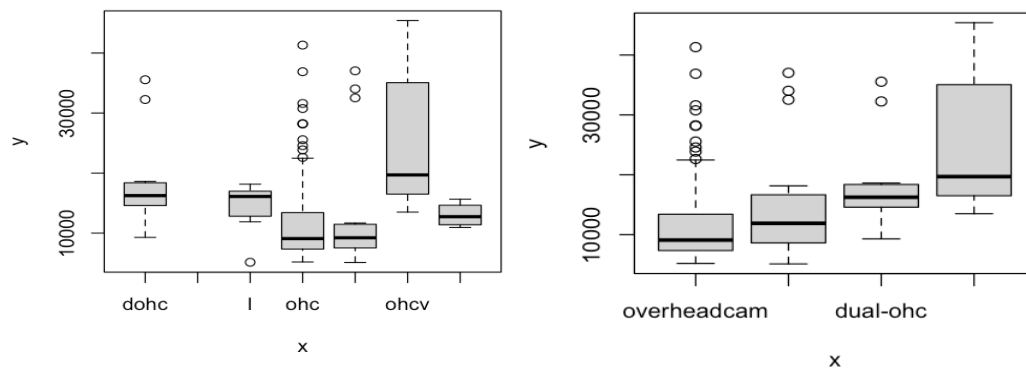 y
30000
10000
dohc
l
ohc
ohcv
x
y
30000
10000
overheadcam
dual-ohc
x